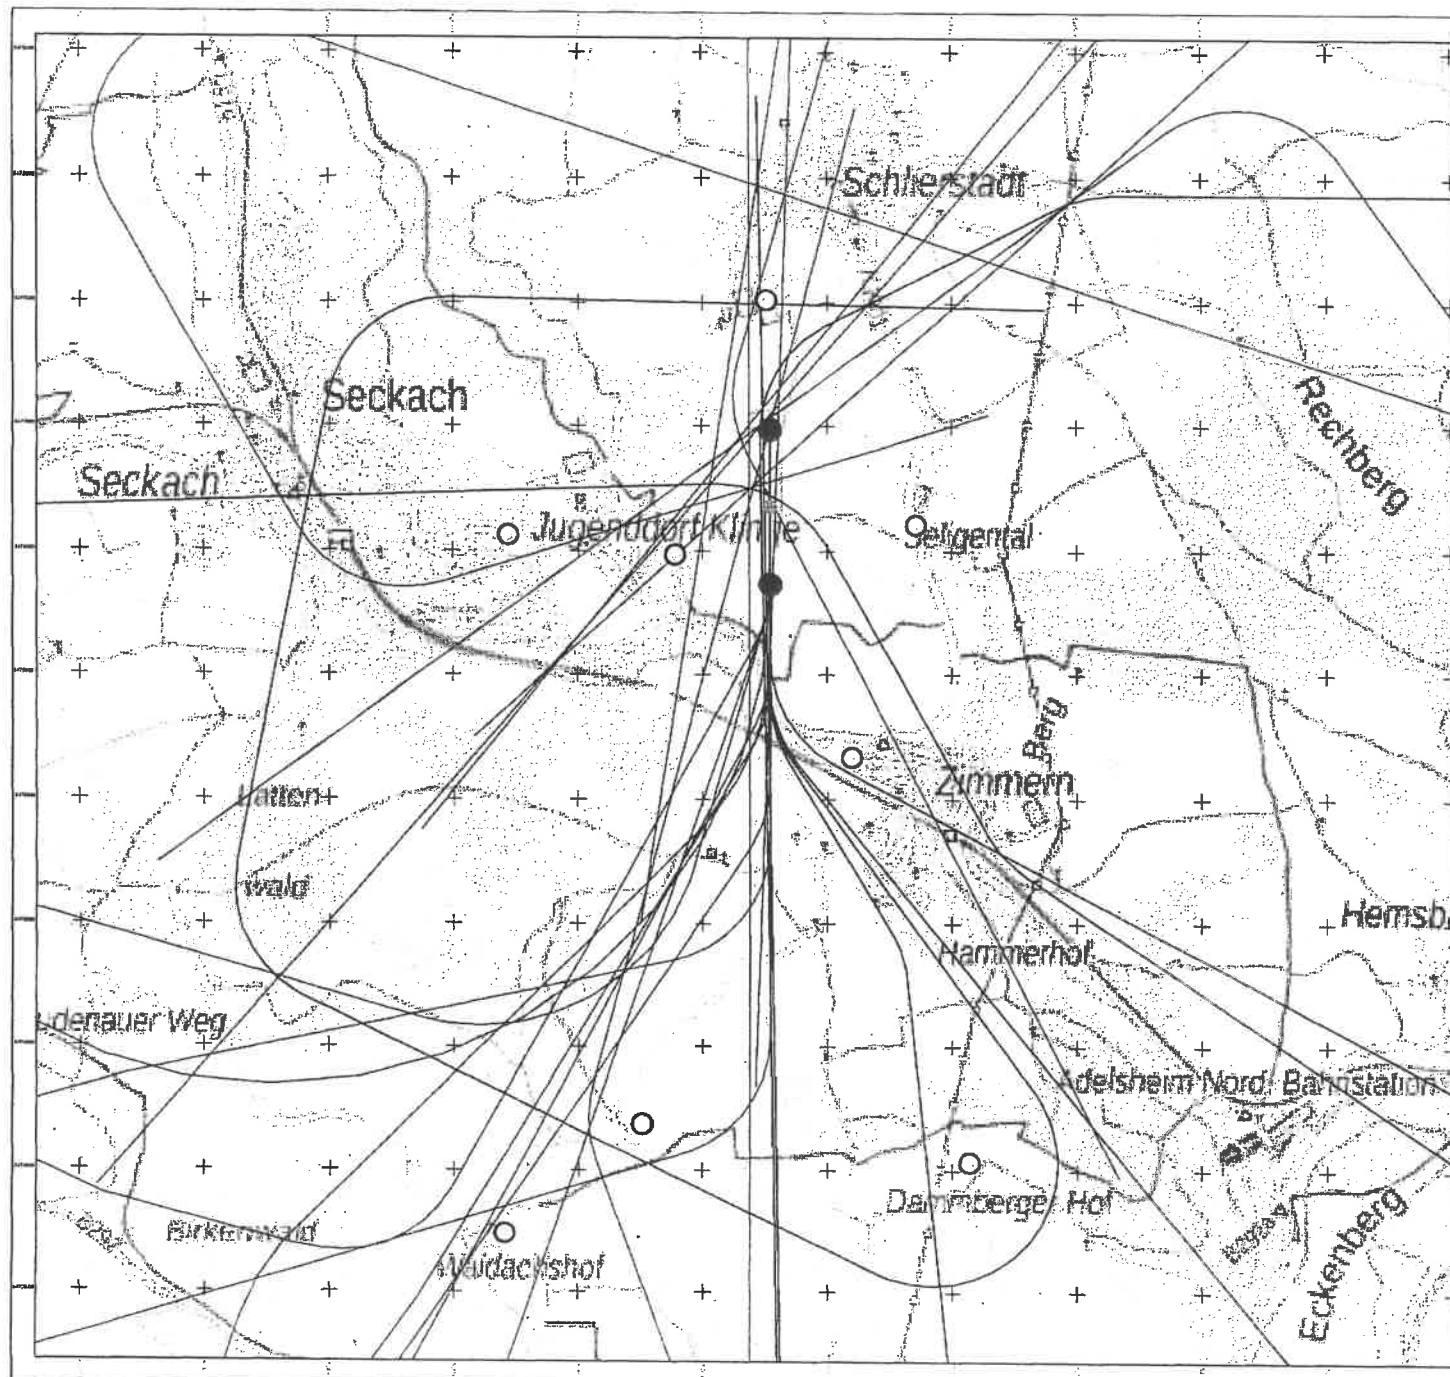 Schlierstadt
Seckach
Rechberg
Seckach
Jugenddorf Klinge
Seligental
Berg
Zimmern
wald
Hemsb
Hammerhof
udenauer Weg
Adelsheim Nord Bahnstation
Dammberger Hof
Birkenwald
Waidachshof
Eckenberg